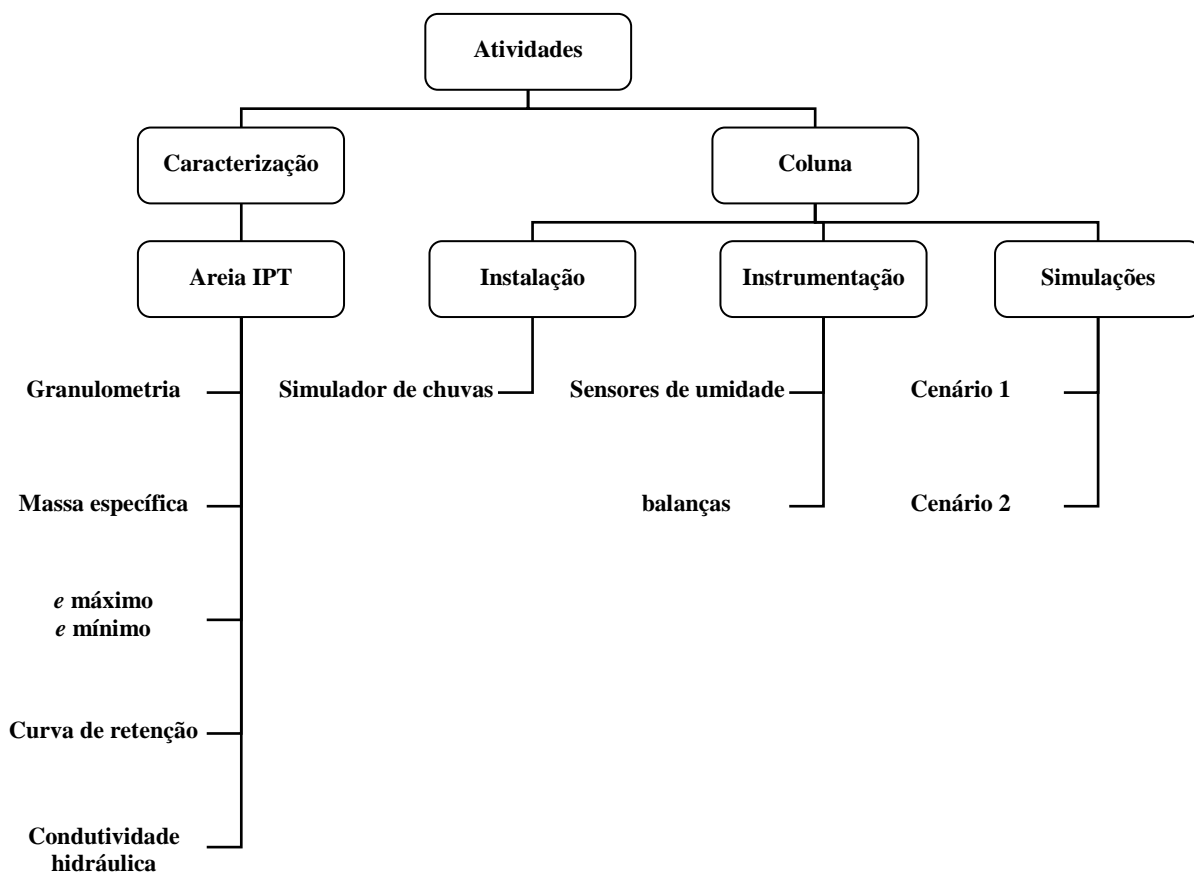 Atividades
Caracterização
Coluna
Areia IPT
Instalação
Instrumentação
Simulações
Granulometria
Simulador de chuvas
Sensores de umidade
Cenário 1
Massa específica
balanças
Cenário 2
e máximo
e mínimo
Curva de retenção
Condutividade
hidráulica